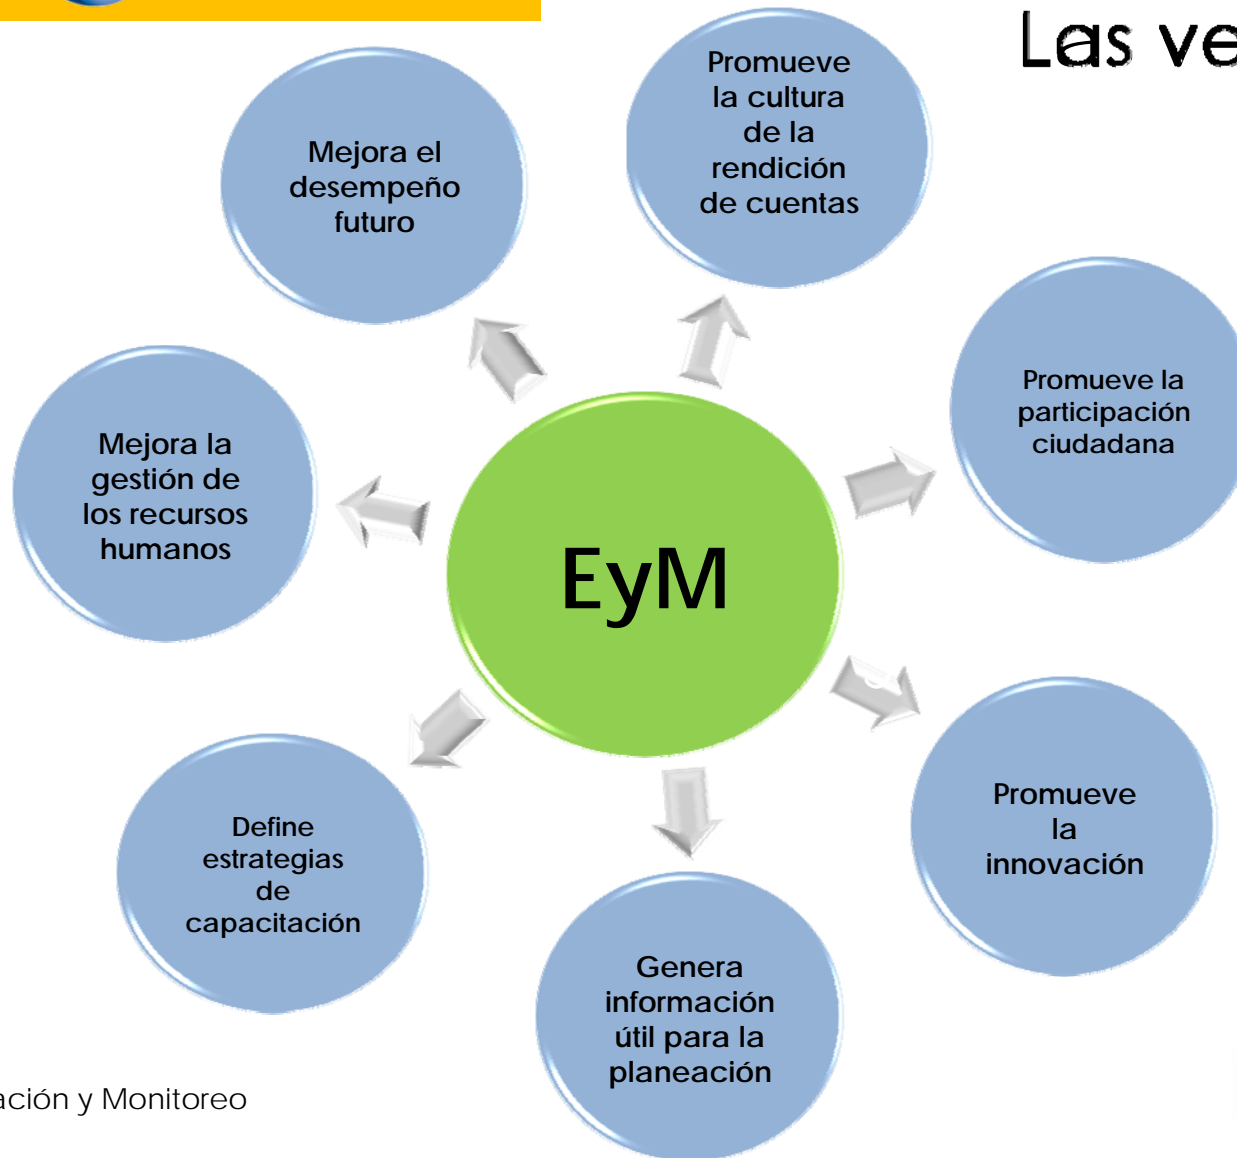 Las ve
Promueve
la cultura
de la
rendición
de cuentas
Mejora el
desempeño
futuro
Promueve la
participación
ciudadana
Mejora la
gestión de
los recursos
humanos
EyM
Promueve
la
innovación
Define
estrategias
de
capacitación
Genera
información
útil para la
planeación
ación y Monitoreo